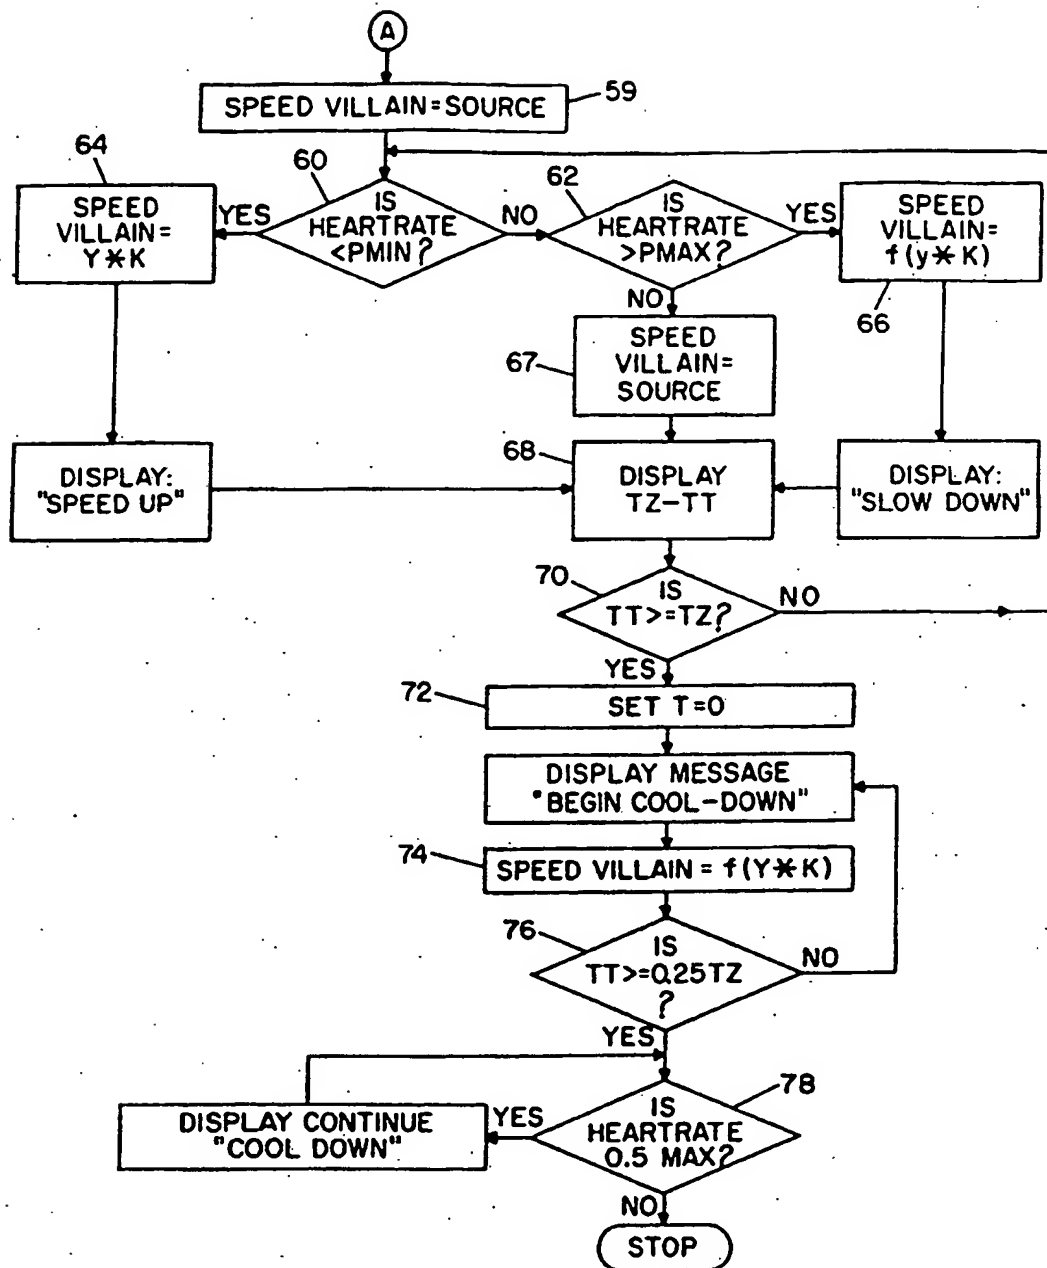 A
SPEED VILLAIN=SOURCE
59
64
60
62
SPEED
VILLAIN=
Y*K
YES
IS
HEARTRATE
<PMIN?
NO
IS
HEARTRATE
>PMAX?
YES
SPEED
VILLAIN=
f(y*K)
66
NO
67
SPEED
VILLAIN=
SOURCE
DISPLAY:
"SPEED UP"
68
DISPLAY
TZ-TT
DISPLAY:
"SLOW DOWN"
70
IS
TT>=TZ?
NO
YES
72
SET T=0
DISPLAY MESSAGE
"BEGIN COOL-DOWN"
74
SPEED VILLAIN = f(Y*K)
76
IS
TT>=0.25TZ
?
NO
YES
78
DISPLAY CONTINUE
"COOL DOWN"
YES
IS
HEARTRATE
0.5 MAX?
NO
STOP